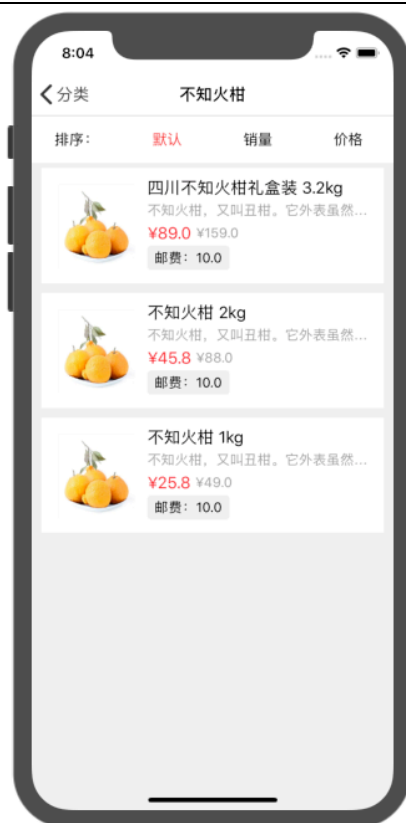 8:04
分类
不知火柑
排序：
默认
销量
价格
四川不知火柑礼盒装 3.2kg
不知火柑，又叫丑柑。它外表虽然...
¥89.0 ¥159.0
邮费：10.0
不知火柑 2kg
不知火柑，又叫丑柑。它外表虽然...
¥45.8 ¥88.0
邮费：10.0
不知火柑 1kg
不知火柑，又叫丑柑。它外表虽然...
¥25.8 ¥49.0
邮费：10.0